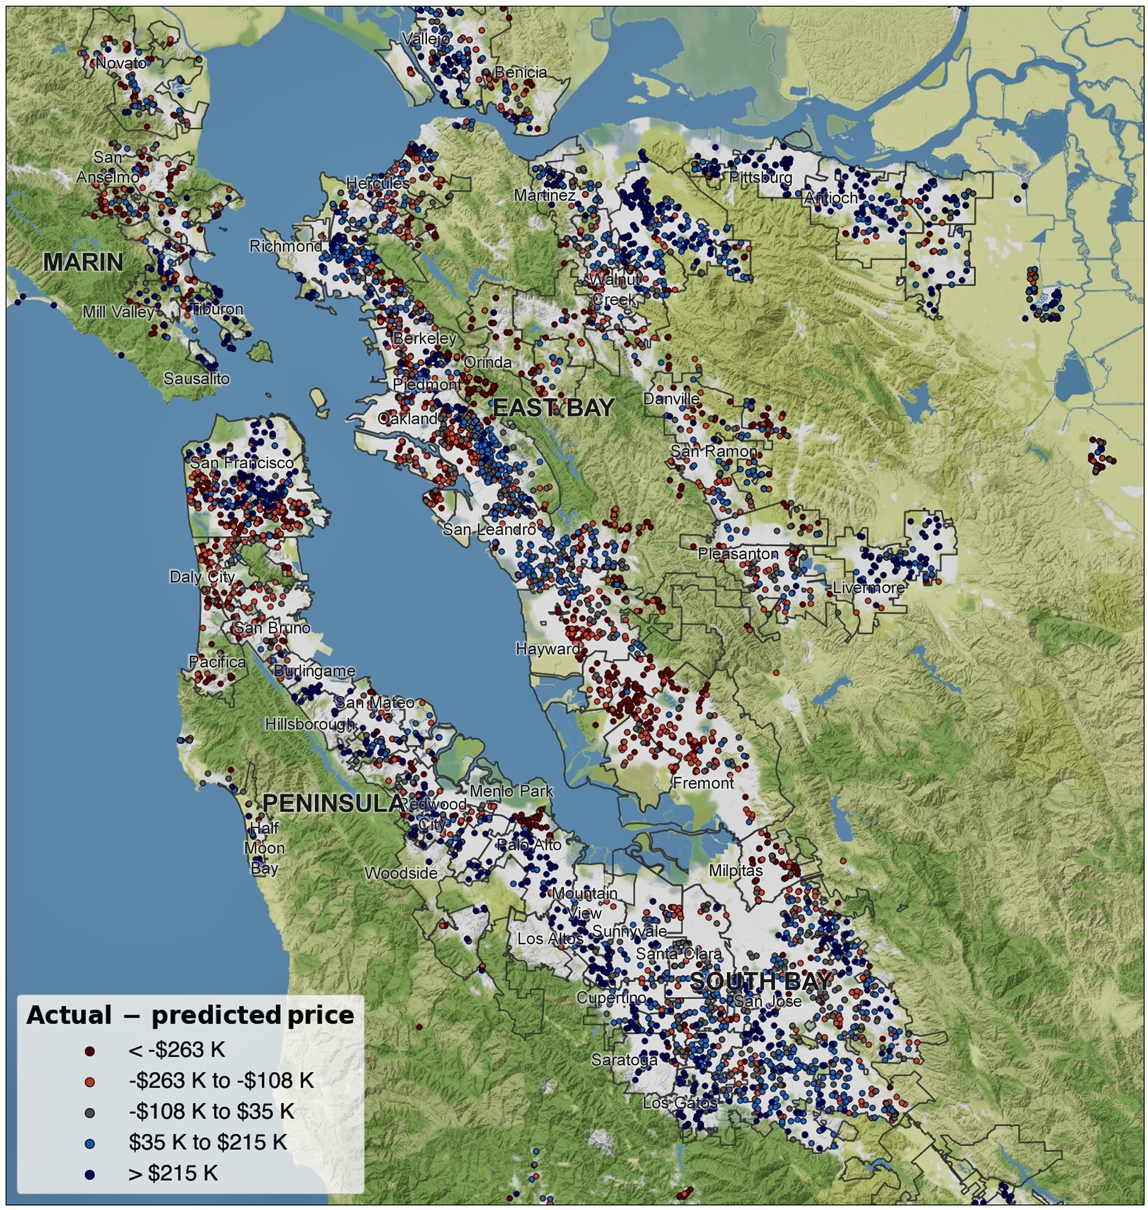 Vallejo
Novato
Benicia
San
Anselmo
Hercules
Martinez
Pittsburg
Antioch
Richmond
MARIN
Walnut
Creek
Mill Valley
Tiburon
Berkeley
Orinda
Sausalito
Piedmont
Danville
EAST BAY
Oakland
San Ramon
San Francisco
San Leandro
Pleasanton
Daly City
Livermore
San Bruno
Hayward
Pacifica
Burlingame
San Mateo
Hillsborough
Fremont
Menlo Park
PENINSULA
Redwood
City
Half
Moon
Bay
Palo Alto
Woodside
Milpitas
Mountain
View
Sunnyvale
Los Altos
Santa Clara
SOUTH BAY
Cupertino
San Jose
Saratoga
Los Gatos
Actual − predicted price
< -$263 K
-$263 K to -$108 K
-$108 K to $35 K
$35 K to $215 K
> $215 K